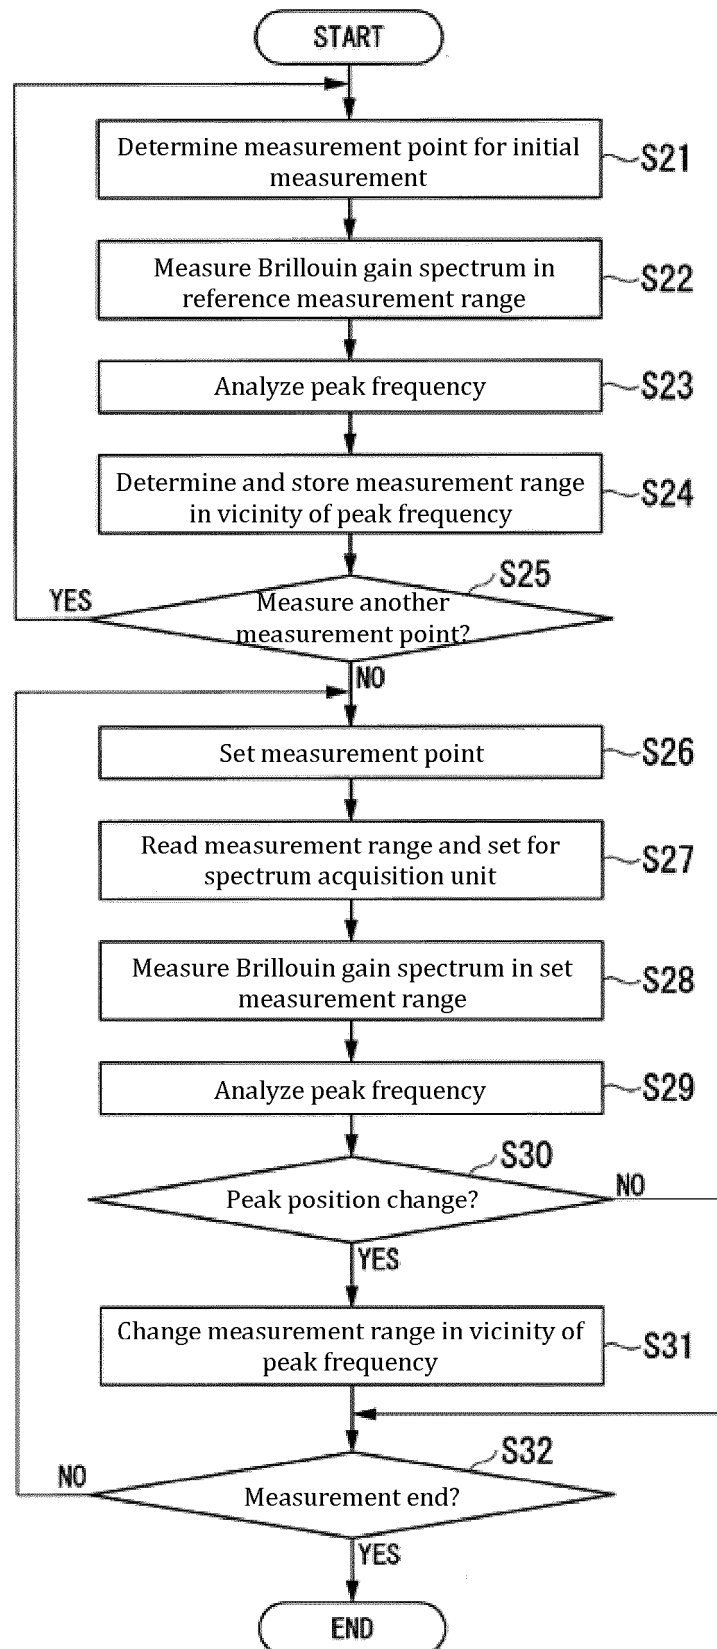 START
Determine measurement point for initial
measurement
S21
Measure Brillouin gain spectrum in
reference measurement range
S22
Analyze peak frequency
S23
Determine and store measurement range
in vicinity of peak frequency
S24
S25
YES
Measure another
measurement point?
NO
Set measurement point
S26
Read measurement range and set for
spectrum acquisition unit
S27
Measure Brillouin gain spectrum in set
measurement range
S28
Analyze peak frequency
S29
S30
Peak position change?
NO
YES
Change measurement range in vicinity of
peak frequency
S31
S32
NO
Measurement end?
YES
END